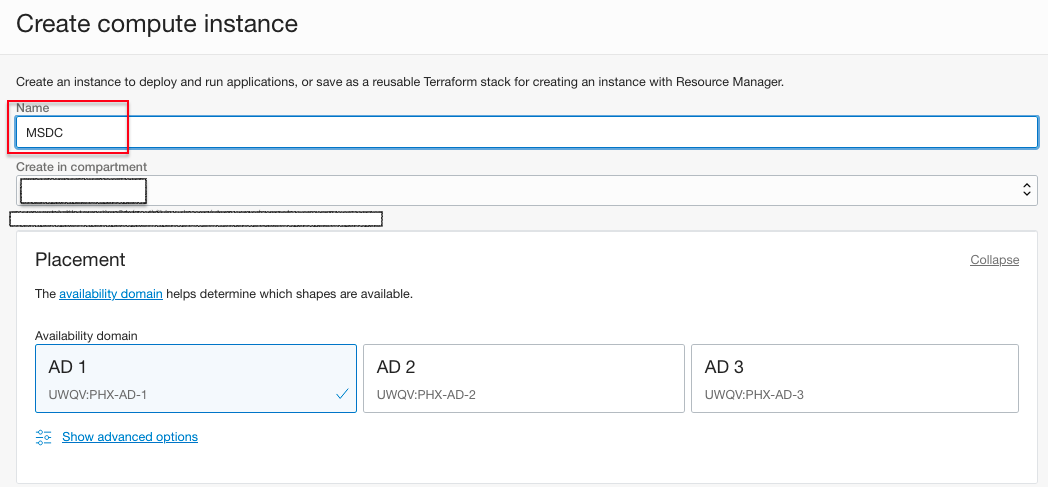 Create compute instance
Create an instance to deploy and run applications, or save as a reusable Terraform stack for creating an instance with Resource Manager.
Name
MSDC
Create in compartment
Placement
Collapse
The availability domain helps determine which shapes are available.
Availability domain
AD 1
UWQV:PHX-AD-1
AD 2
UWQV:PHX-AD-2
AD 3
UWQV:PHX-AD-3
Show advanced options